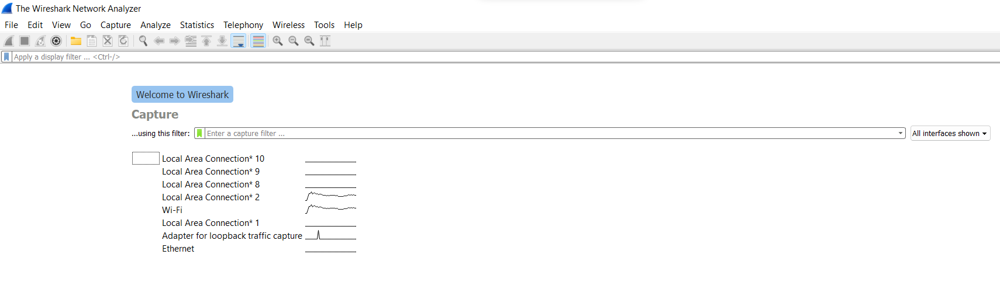 The Wireshark Network Analyzer
File Edit View Go Capture Analyze Statistics Telephony Wireless Tools Help
Apply a display filter ... <Ctrl-/>
Welcome to Wireshark
Capture
...using this filter: Enter a capture filter ... All interfaces shown
Local Area Connection* 10
Local Area Connection* 9
Local Area Connection* 8
Local Area Connection* 2
Wi-Fi
Local Area Connection* 1
Adapter for loopback traffic capture
Ethernet